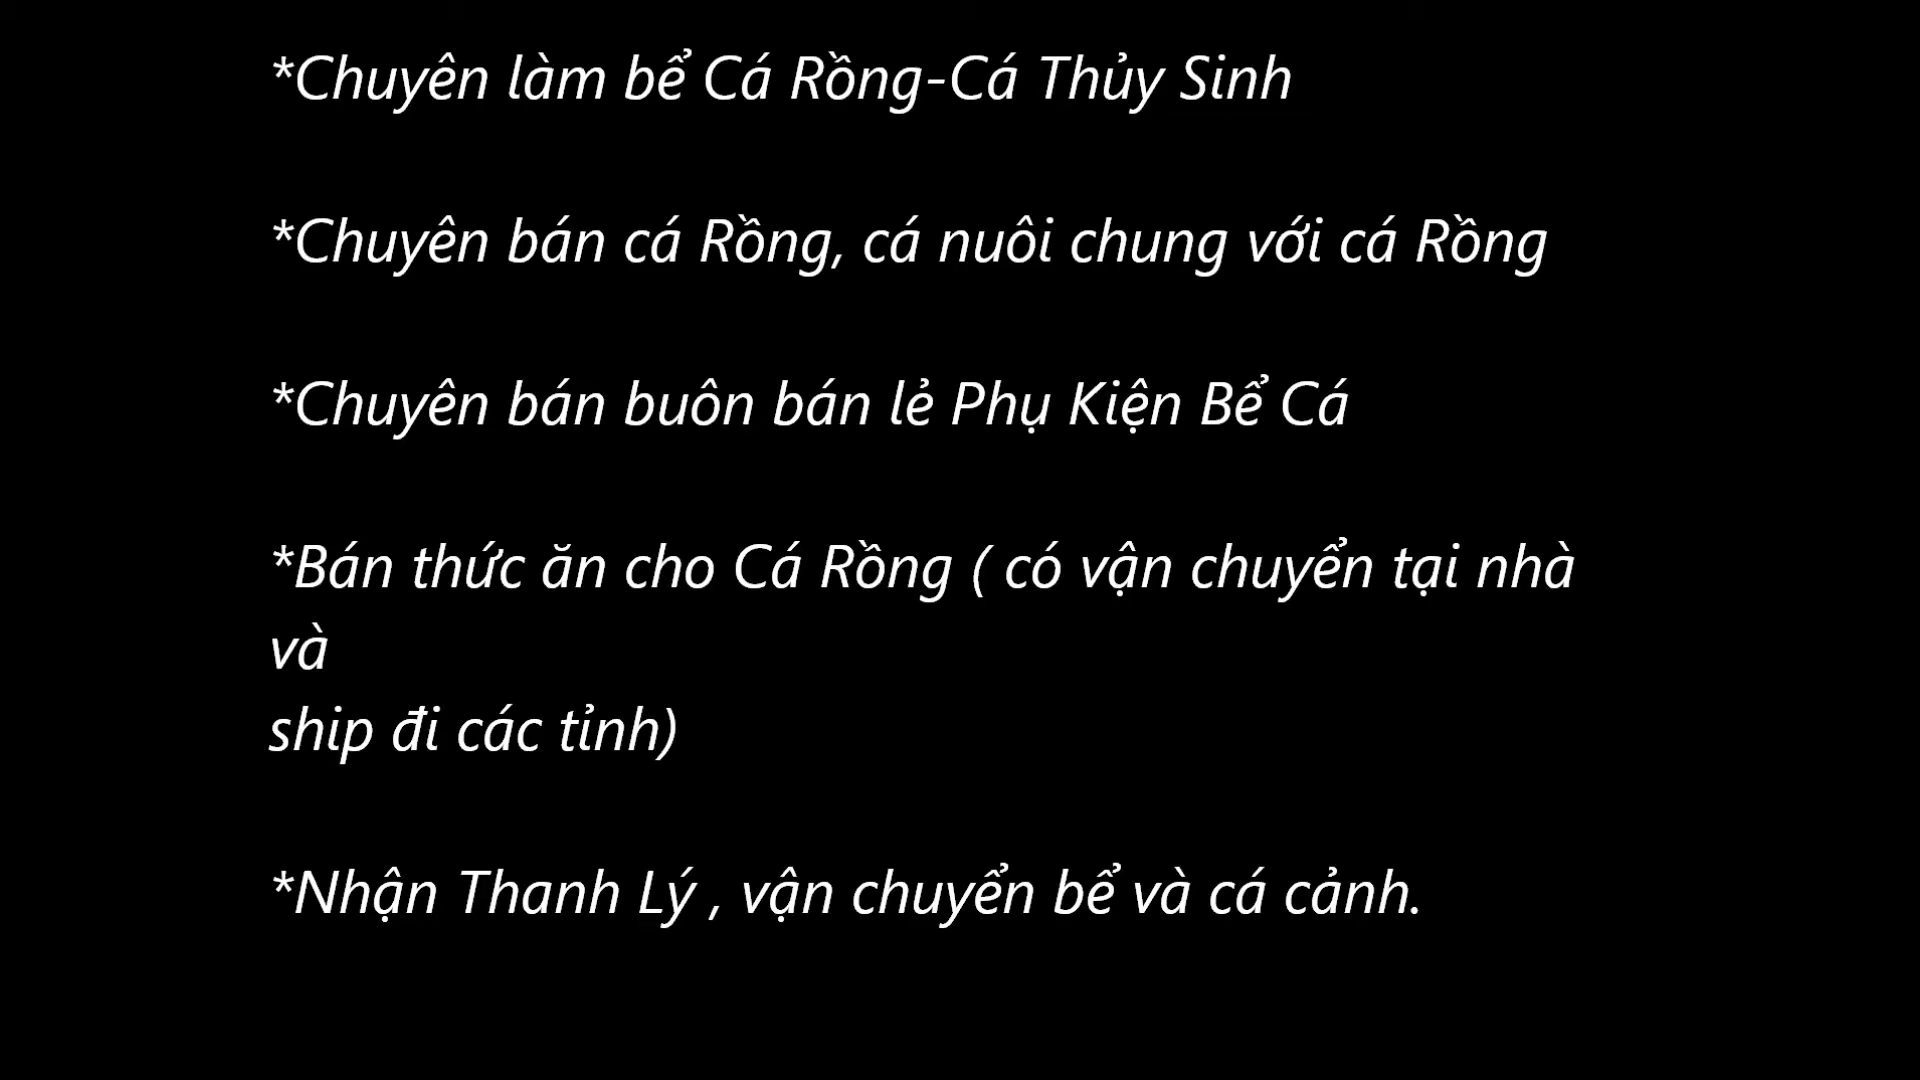 *Chuyên làm bể Cá Rồng-Cá Thủy Sinh
*Chuyên bán cá Rồng, cá nuôi chung với cá Rồng
*Chuyên bán buôn bán lẻ Phụ Kiện Bể Cá
*Bán thức ăn cho Cá Rồng ( có vận chuyển tại nhà
và
ship đi các tỉnh)
*Nhận Thanh Lý , vận chuyển bể và cá cảnh.